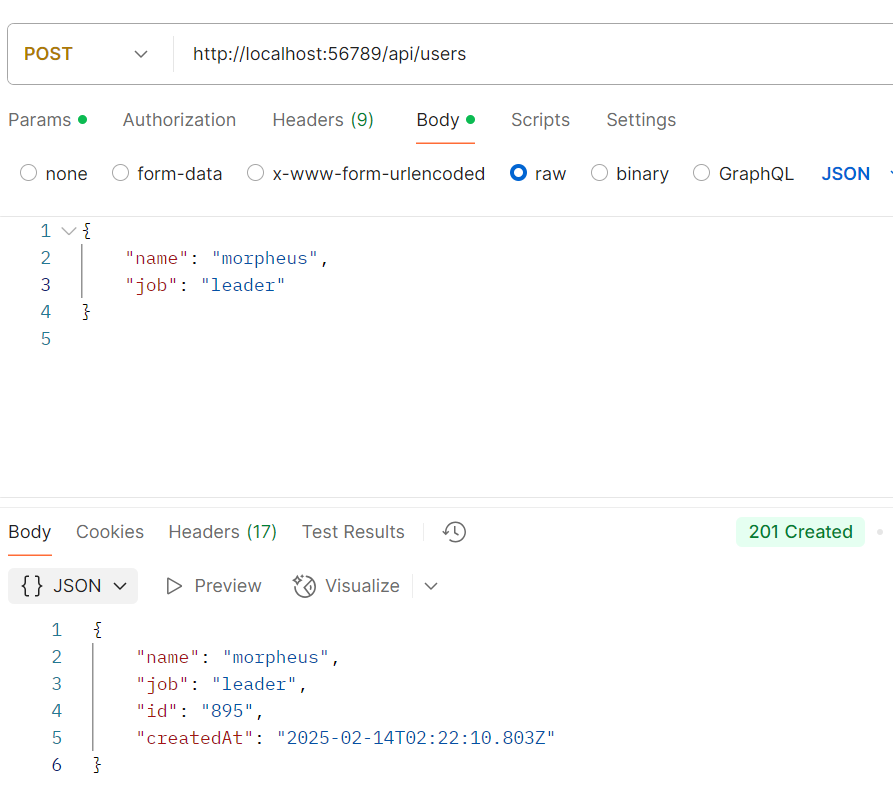 POST http://localhost:56789/api/users
Params Authorization Headers (9) Body Scripts Settings
none form-data x-www-form-urlencoded raw binary GraphQL JSON
1 {
2 "name": "morpheus",
3 "job": "leader"
4 }
5
Body Cookies Headers (17) Test Results 201 Created
{} JSON Preview Visualize
1 {
2 "name": "morpheus",
3 "job": "leader",
4 "id": "895",
5 "createdAt": "2025-02-14T02:22:10.803Z"
6 }